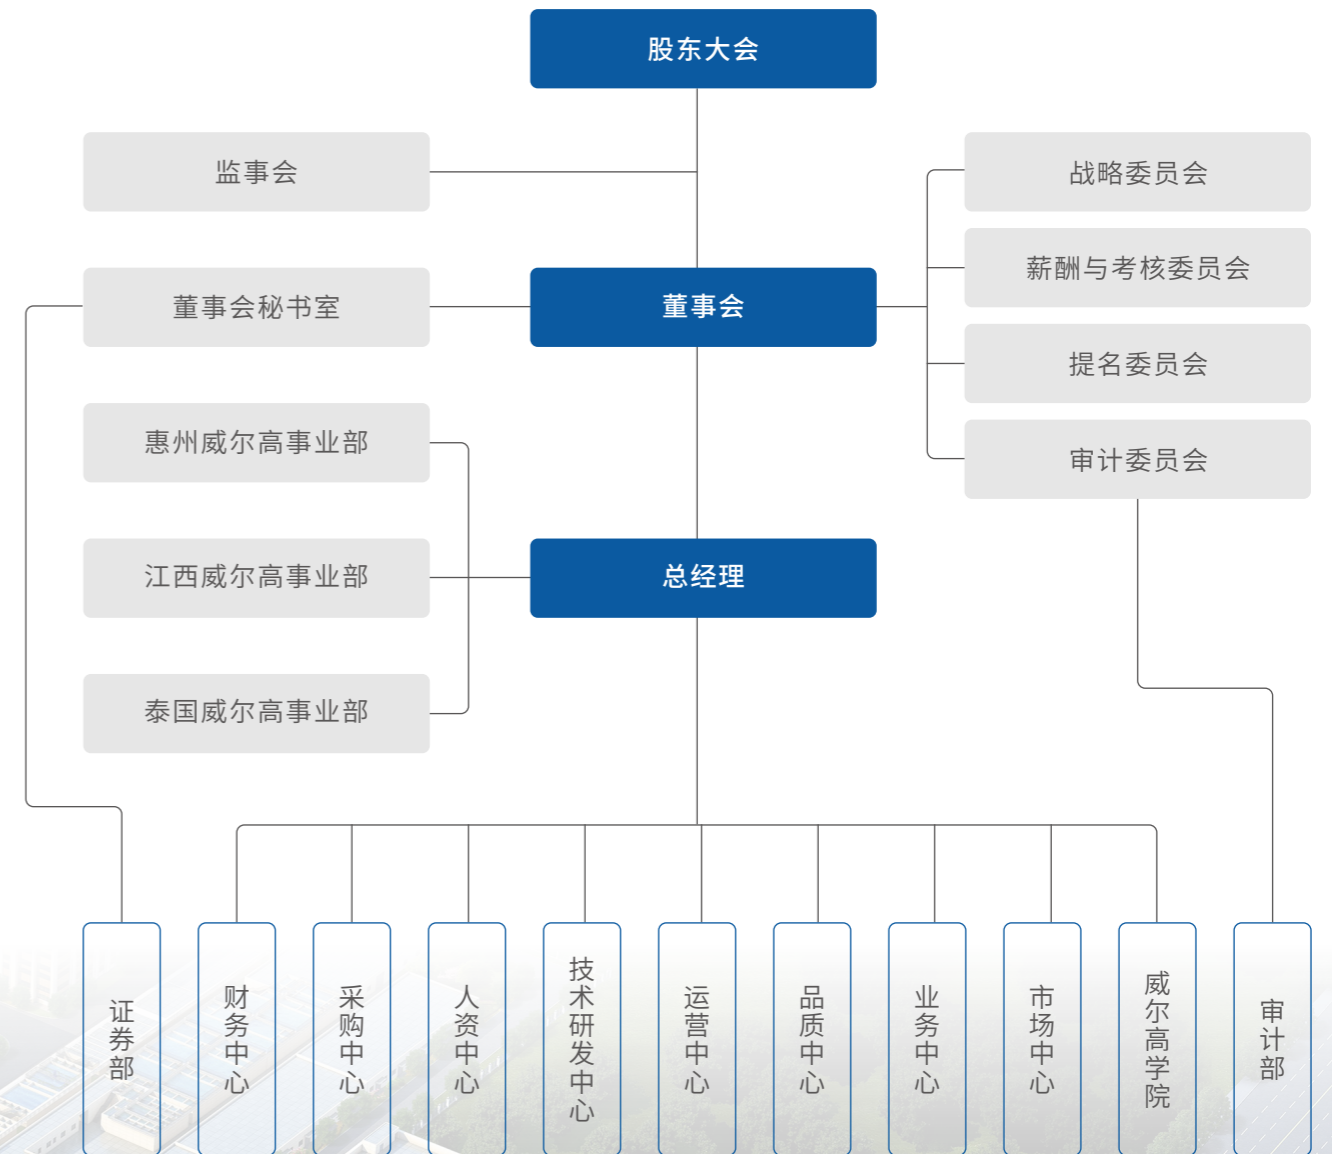 股东大会
监事会
战略委员会
薪酬与考核委员会
董事会秘书室
董事会
提名委员会
惠州威尔高事业部
审计委员会
江西威尔高事业部
总经理
泰国威尔高事业部
证券部
财务中心
采购中心
人资中心
技术研发中心
运营中心
品质中心
业务中心
市场中心
威尔高学院
审计部